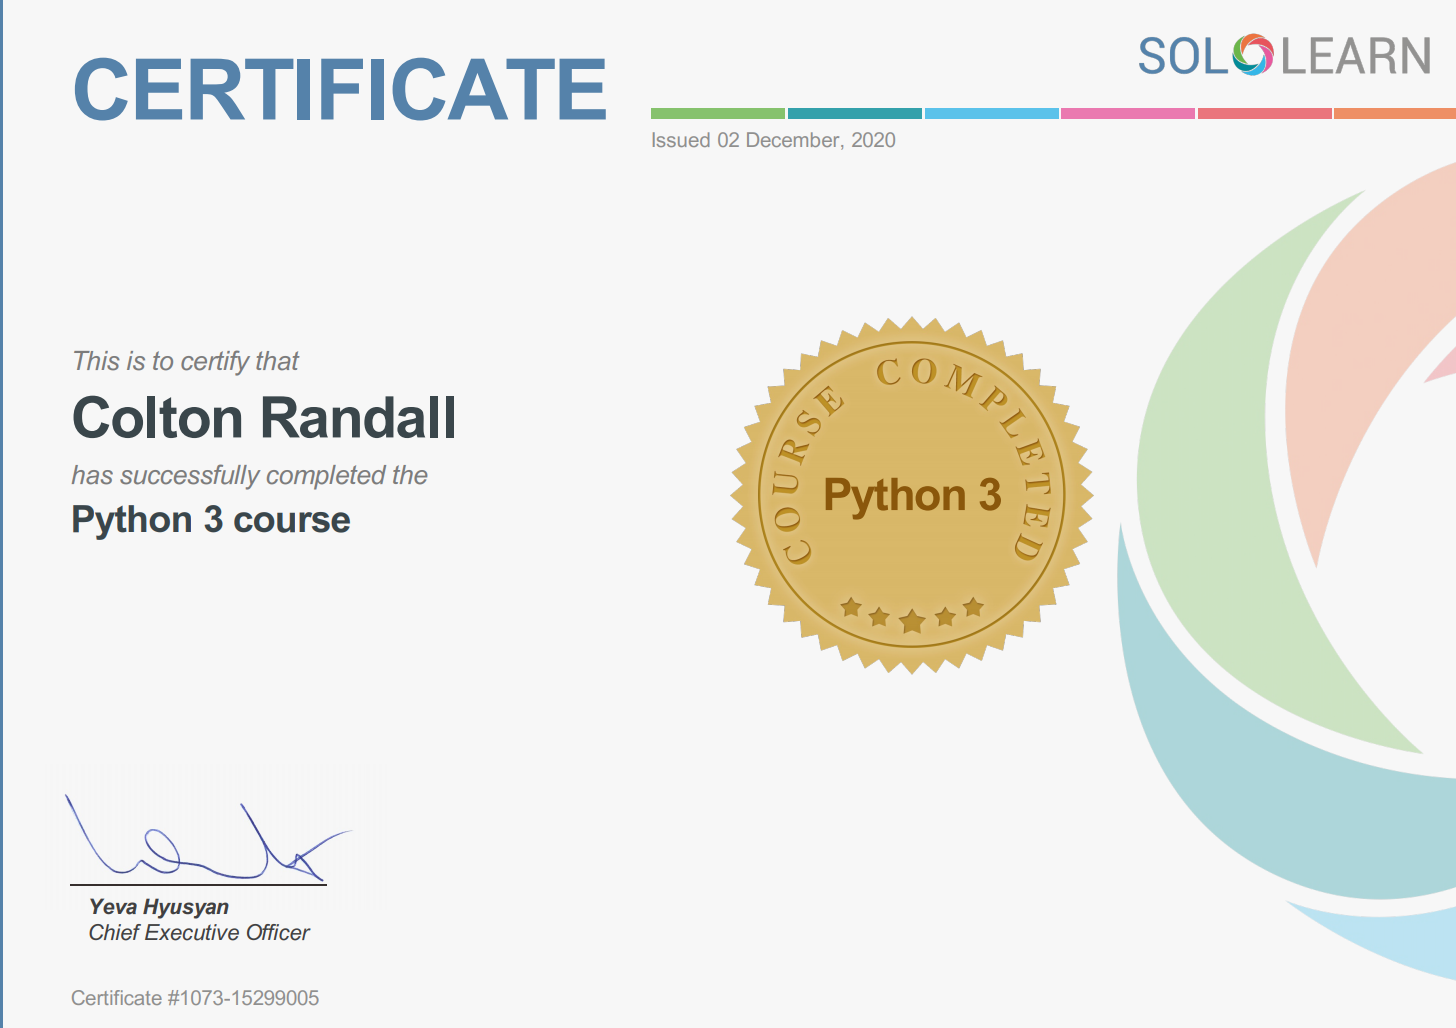 CERTIFICATE
SOLOLEARN
Issued 02 December, 2020
This is to certify that
Colton Randall
has successfully completed the
Python 3 course
COURSE COMPLETED
Python 3
Yeva Hyusyan
Chief Executive Officer
Certificate #1073-15299005